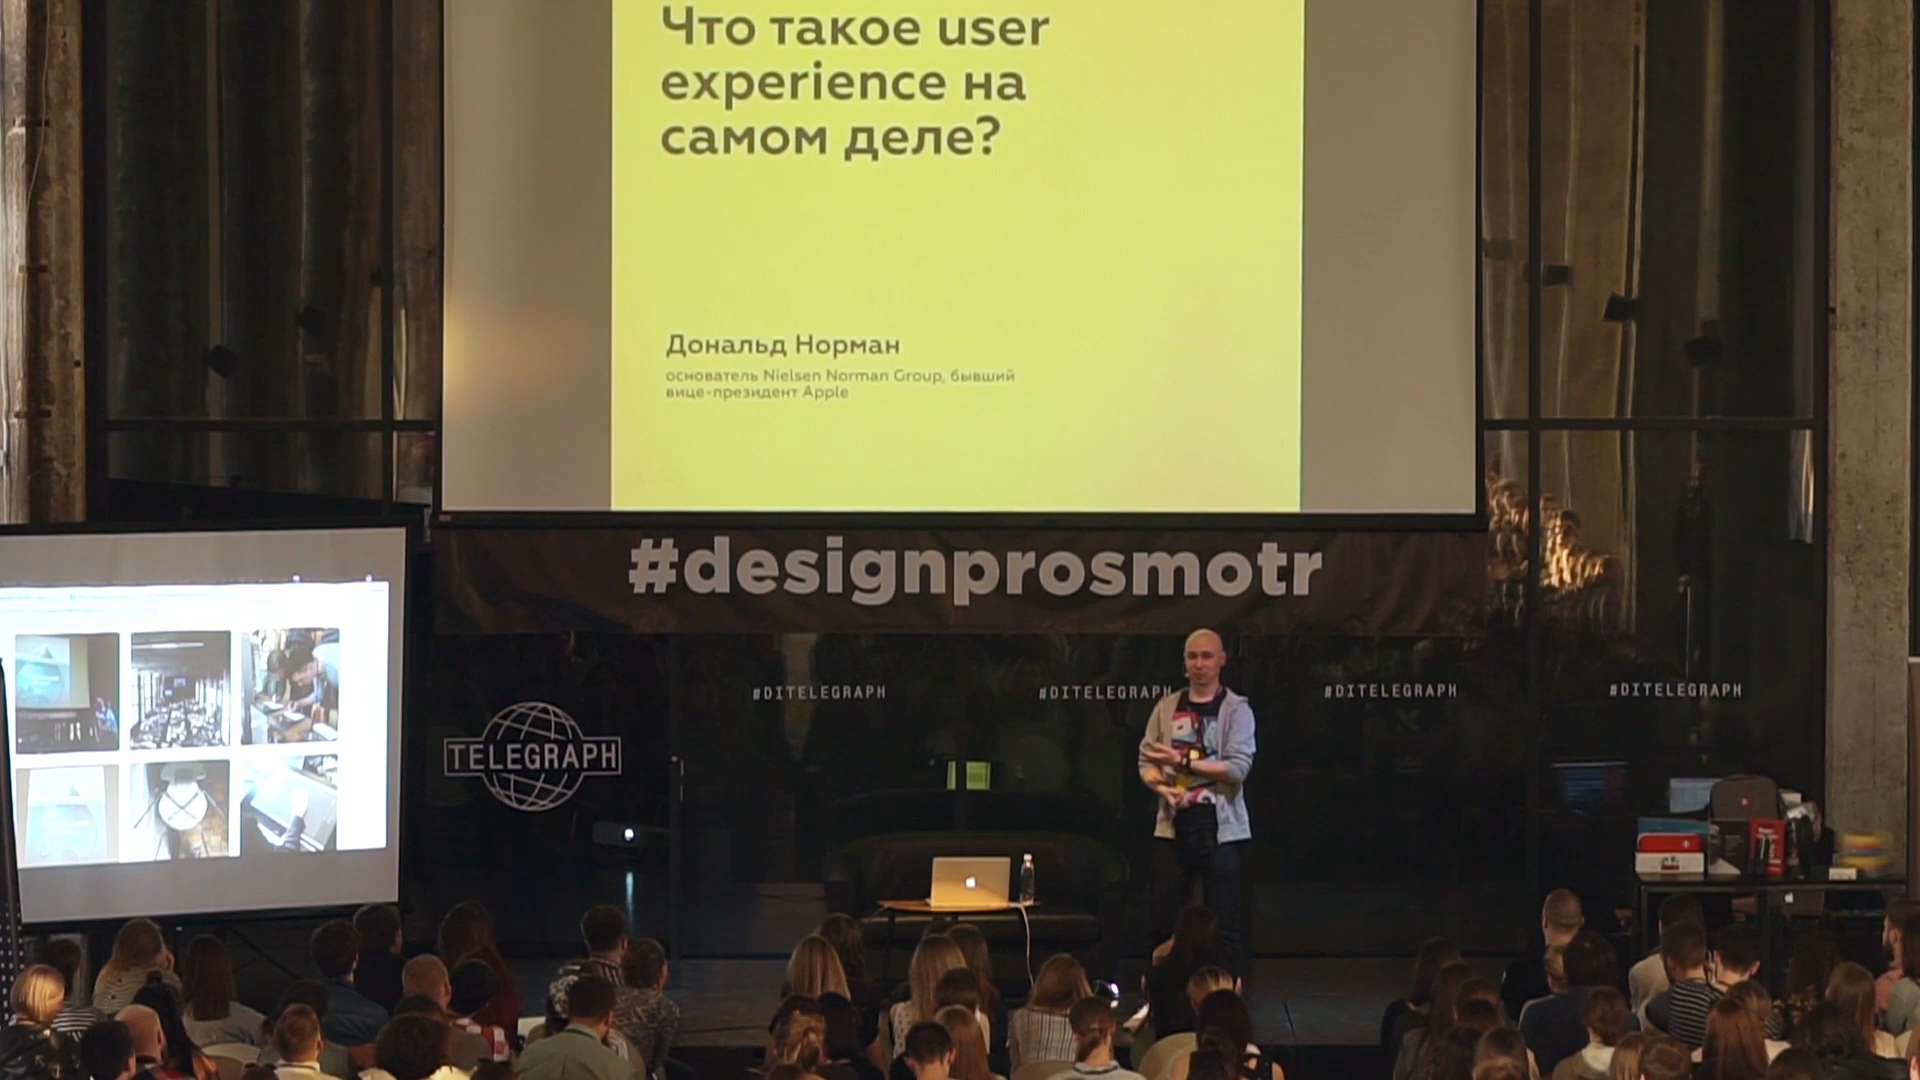 Что такое user
experience на
самом деле?
Дональд Норман
основатель Nielsen Norman Group, бывший
вице-президент Apple
#designprosmotr
#DITELEGRAPH
#DITELEGRAPH
#DITELEGRAPH
#DITELEGRAPH
TELEGRAPH